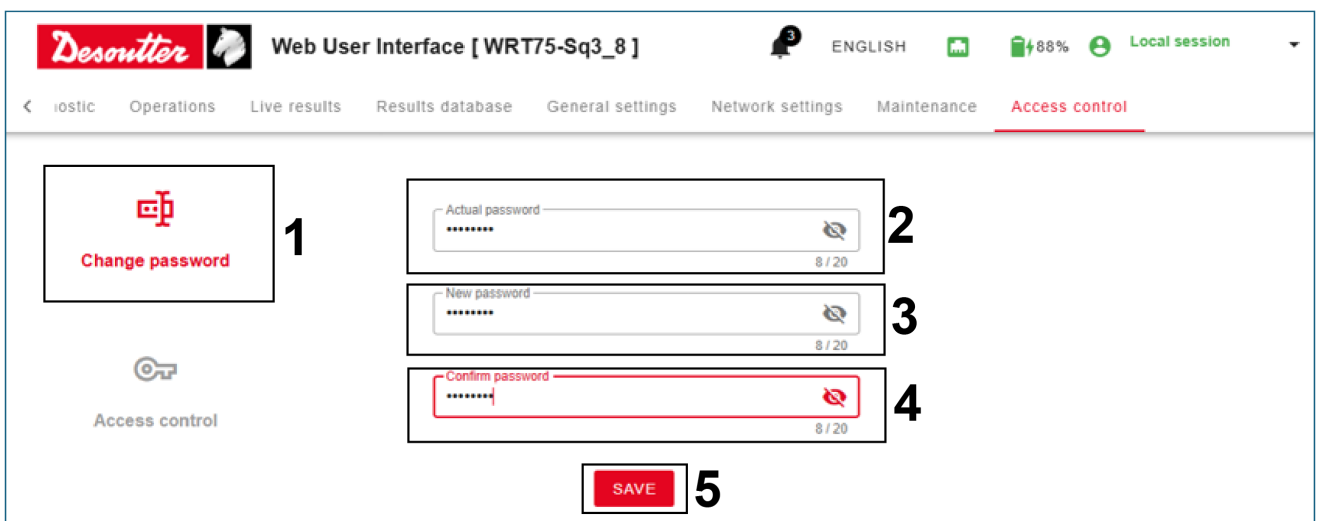 Desoutter Web User Interface [ WRT75-Sq3_8 ] 3 ENGLISH 88% Local session
Operations Live results Results database General settings Network settings Maintenance Access control
Change password
1
Actual password
••••••••
8 / 20
2
New password
••••••••
8 / 20
3
Confirm password
••••••••
8 / 20
4
Access control
SAVE
5